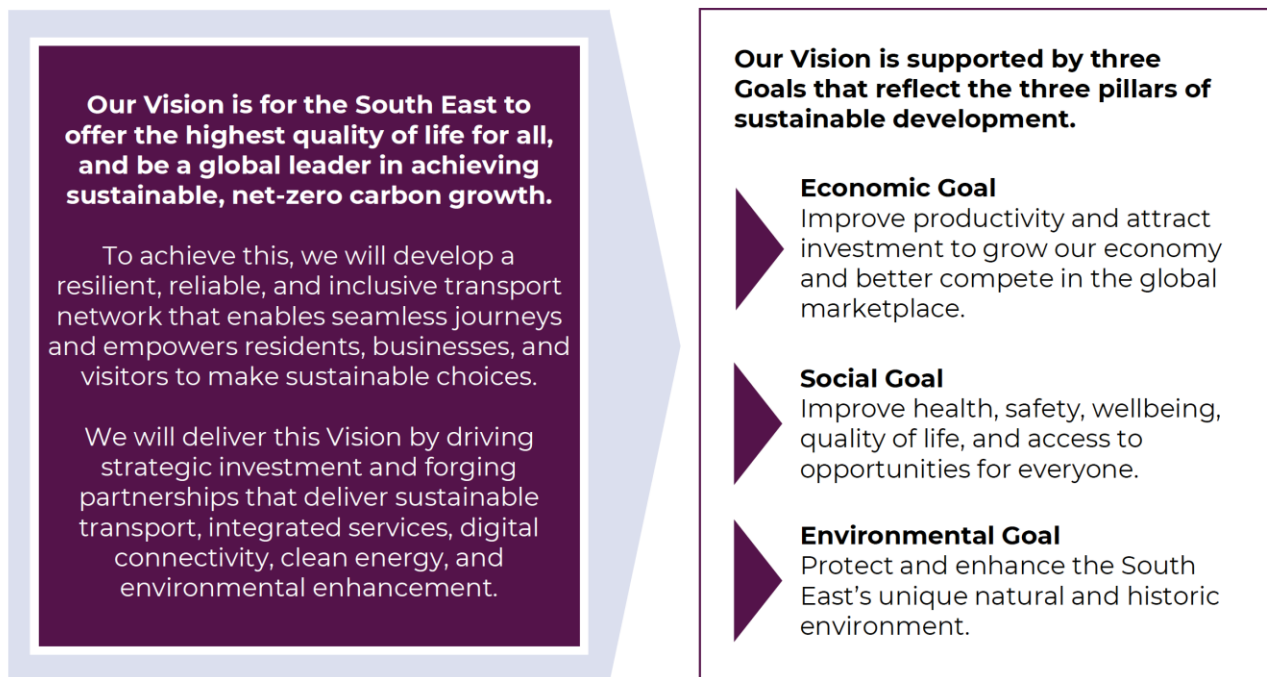 Our Vision is for the South East to
offer the highest quality of life for all,
and be a global leader in achieving
sustainable, net-zero carbon growth.
To achieve this, we will develop a
resilient, reliable, and inclusive transport
network that enables seamless journeys
and empowers residents, businesses, and
visitors to make sustainable choices.
We will deliver this Vision by driving
strategic investment and forging
partnerships that deliver sustainable
transport, integrated services, digital
connectivity, clean energy, and
environmental enhancement.
Our Vision is supported by three
Goals that reflect the three pillars of
sustainable development.
Economic Goal
Improve productivity and attract
investment to grow our economy
and better compete in the global
marketplace.
Social Goal
Improve health, safety, wellbeing,
quality of life, and access to
opportunities for everyone.
Environmental Goal
Protect and enhance the South
East’s unique natural and historic
environment.